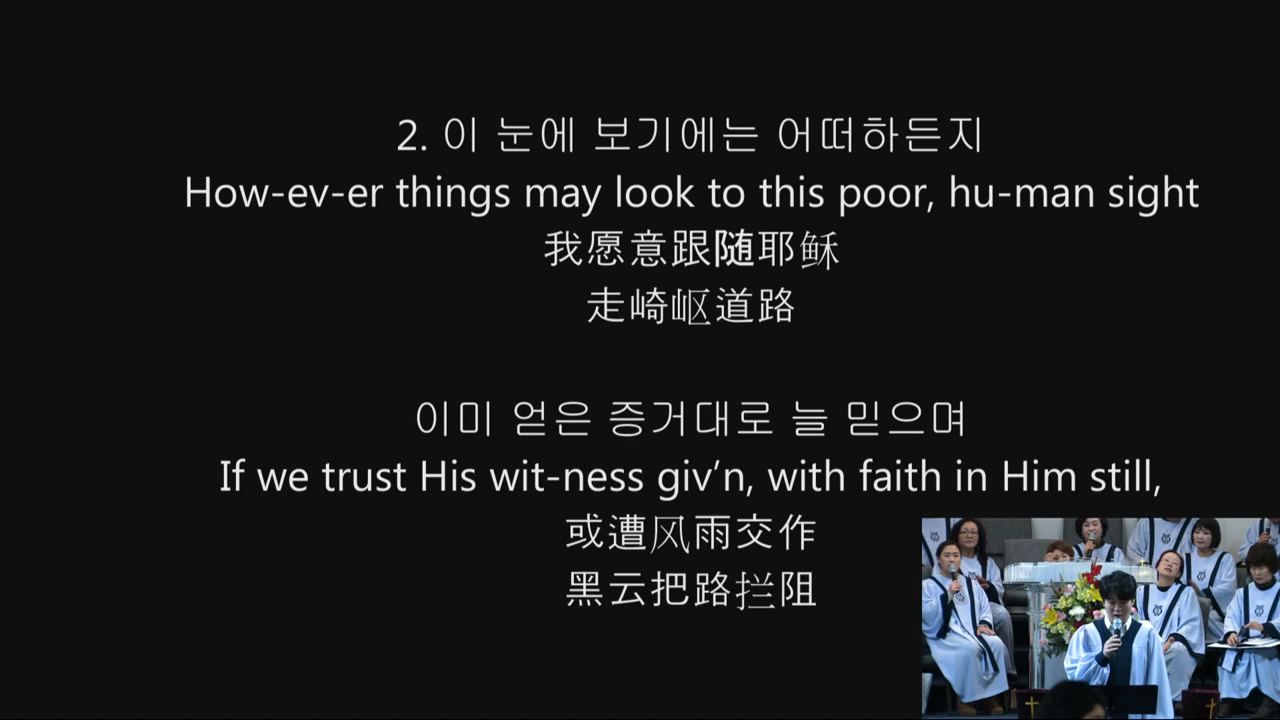 2. 이 눈에 보기에는 어떠하든지
How-ev-er things may look to this poor, hu-man sight
我愿意跟随耶稣
走崎岖道路
이미 얻은 증거대로 늘 믿으며
If we trust His wit-ness giv’n, with faith in Him still,
或遭风雨交作
黑云把路拦阻